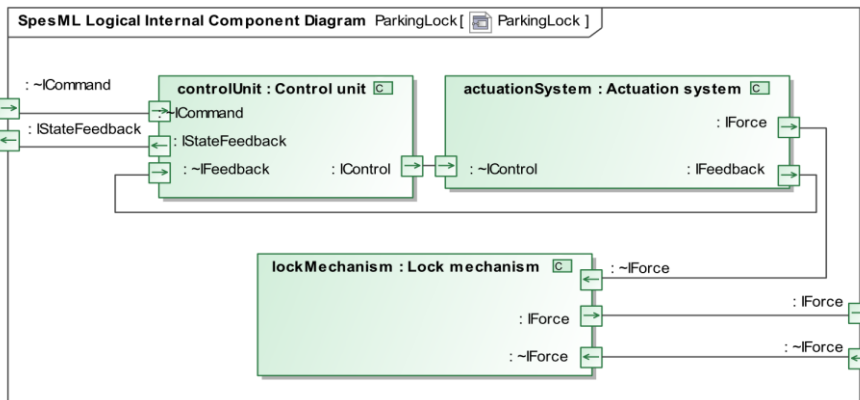 SpesML Logical Internal Component Diagram ParkingLock[ ParkingLock ]
: ~ICommand
controlUnit : Control unit C
actuationSystem : Actuation system C
: ~ICommand
: IForce
: IStateFeedback
: IStateFeedback
: ~IFeedback
: IControl
: ~IControl
: IFeedback
lockMechanism : Lock mechanism C
: ~IForce
: IForce
: IForce
: ~IForce
: ~IForce